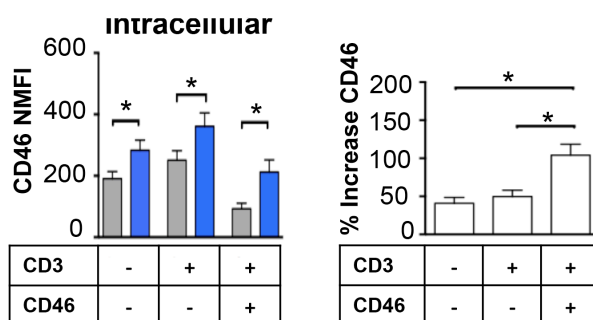 Intracellular
CD46 NMFI
600
400
200
0
*
*
*
CD3 - + +
CD46 - - +
% Increase CD46
200
150
100
50
0
*
*
CD3 - + +
CD46 - - +